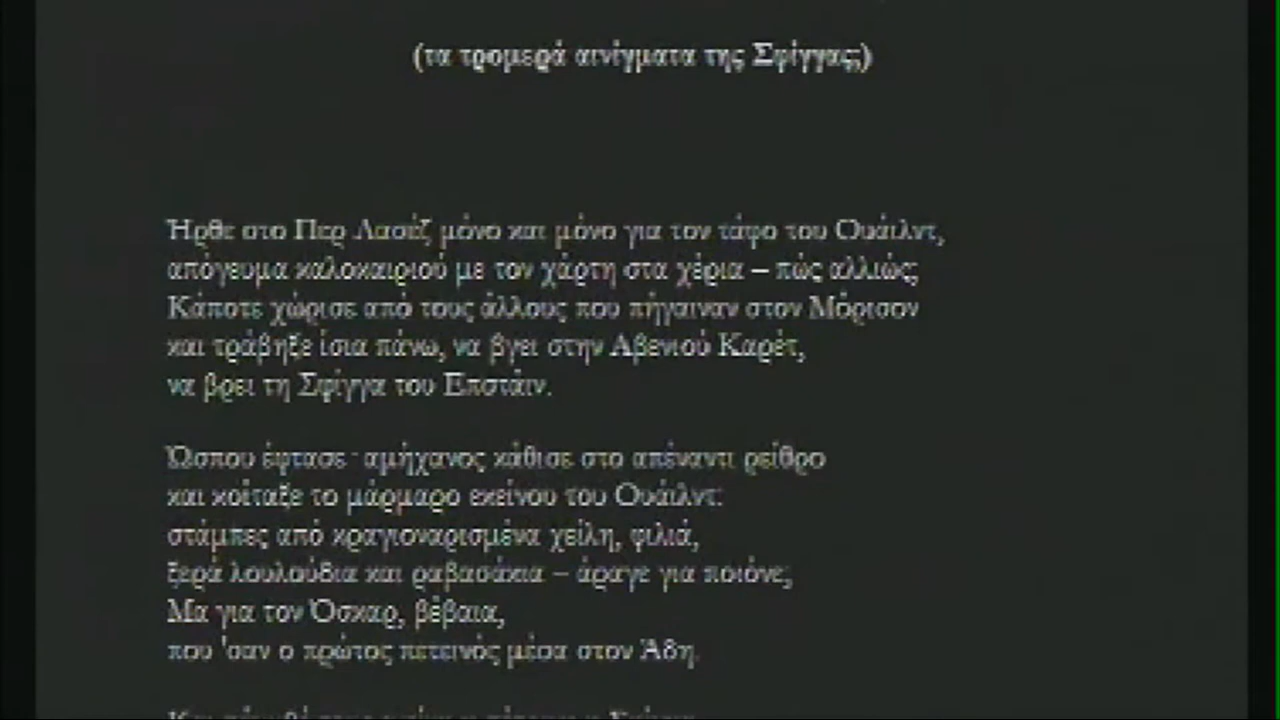 (τα τρομερά αινίγματα της Σφίγγας;)
Ήρθε στο Περ Λασέζ μόνο και μόνο για τον τάφο του Ουάιλντ,
απόγευμα καλοκαιριού με τον χάρτη στα χέρια – πώς αλλιώς;
Κάποτε χώρισε από τους άλλους που πήγαιναν στον Μόρισον
και τράβηξε ίσια πάνω, να βγει στην Αβενιού Καρέτ,
να βρει τη Σφίγγα του Επστάιν.
Ώσπου έφτασε· αμήχανος κάθισε στο απέναντι ρείθρο
και κοίταξε το μάρμαρο εκείνου του Ουάιλντ:
στάμπες από κραγιοναρισμένα χείλη, φιλιά,
ξερά λουλούδια και ραβασάκια – άραγε για ποιόνε;
Μα για τον Όσκαρ, βέβαια,
που 'σαν ο πρώτος πετεινός μέσα στον Άδη.